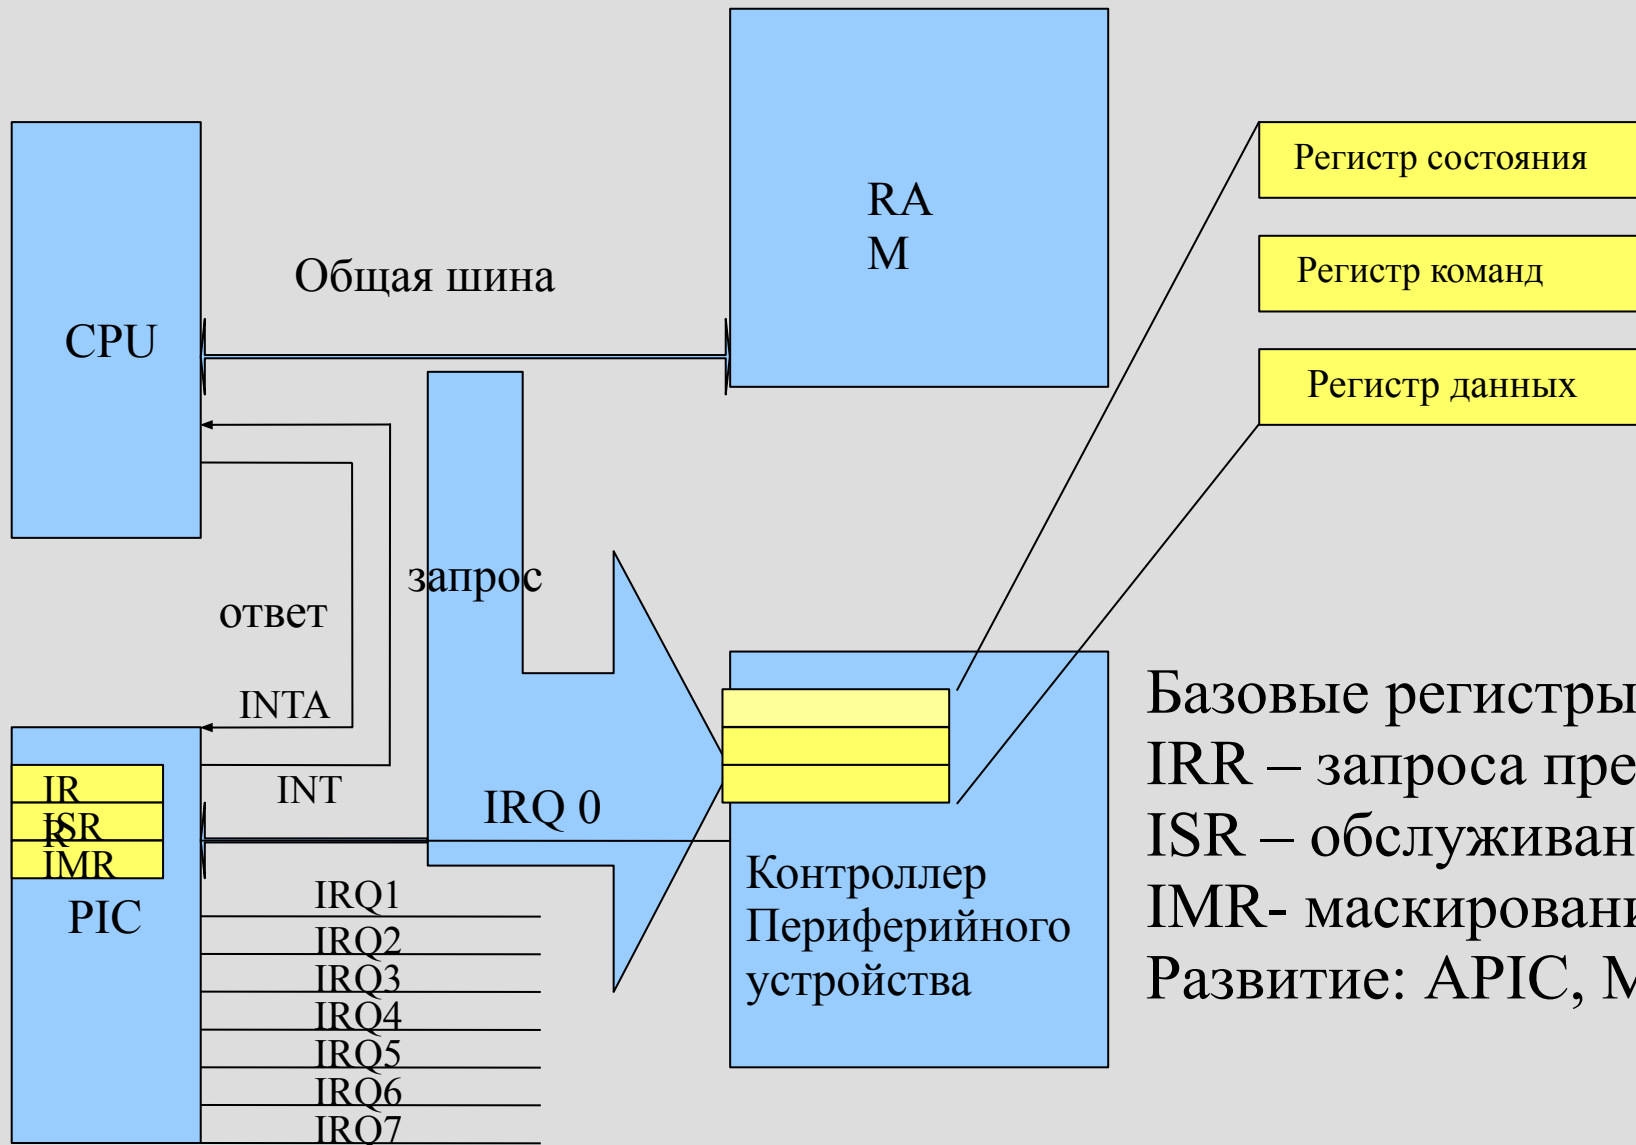 RA
M
Регистр состояния
Регистр команд
Регистр данных
Общая шина
CPU
запрос
ответ
INTA
INT
IR
R
ISR
IMR
PIC
IRQ 0
IRQ1
IRQ2
IRQ3
IRQ4
IRQ5
IRQ6
IRQ7
Контроллер
Периферийного
устройства
Базовые регистры
IRR – запроса пре
ISR – обслуживан
IMR- маскировани
Развитие: APIC, M